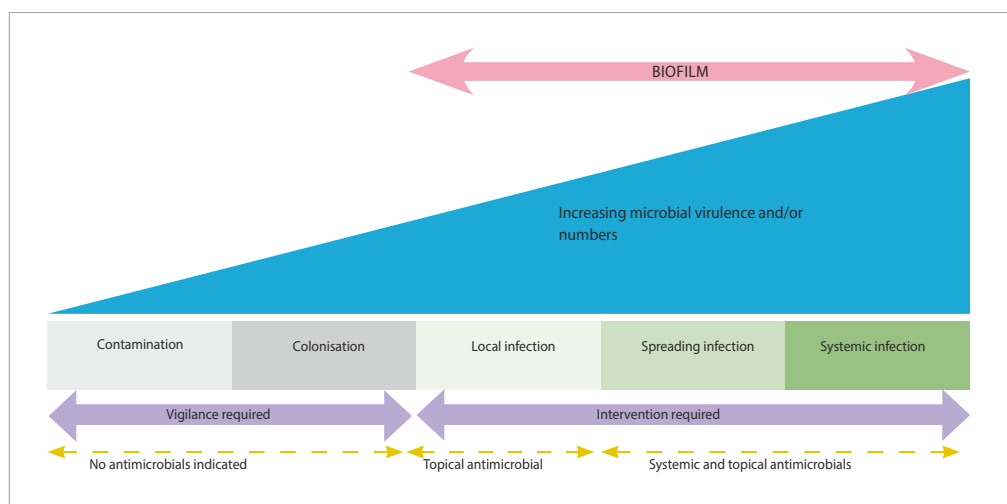 BIOFILM
Increasing microbial virulence and/or
numbers
Contamination
Colonisation
Local infection
Spreading infection
Systemic infection
Vigilance required
Intervention required
No antimicrobials indicated
Topical antimicrobial
Systemic and topical antimicrobials